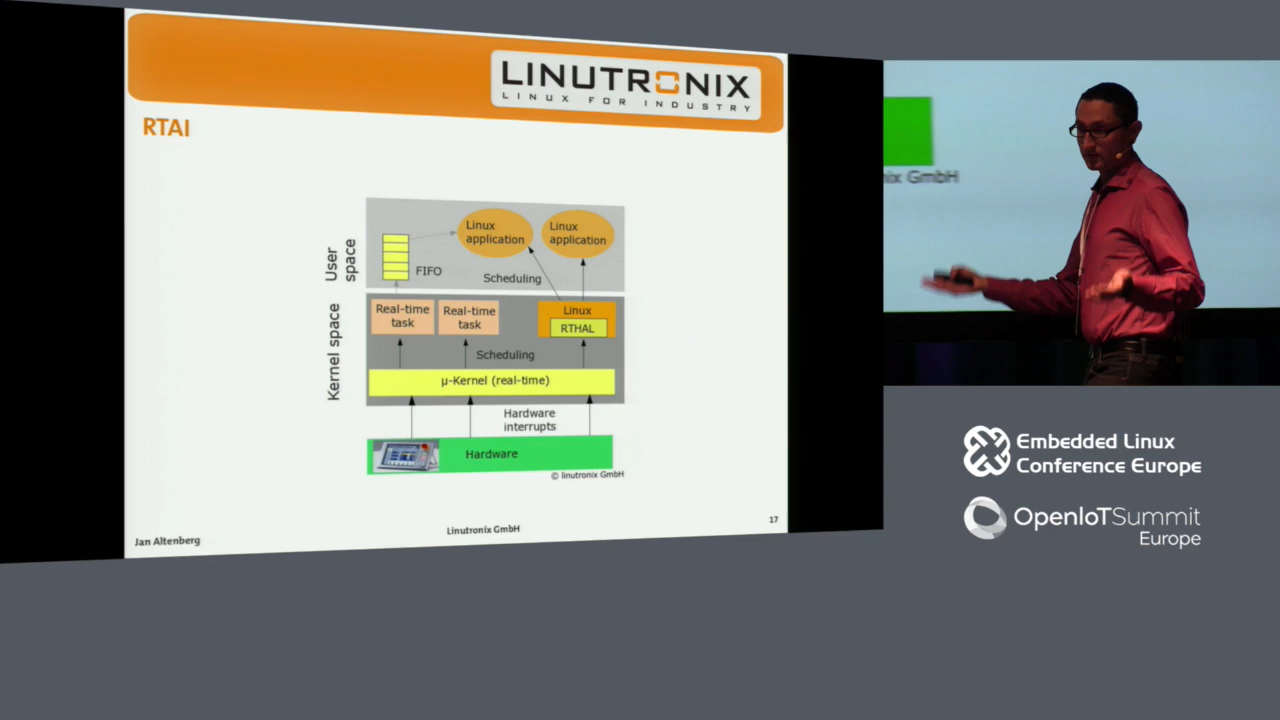 LINUTRONIX
LINUX FOR INDUSTRY
RTAI
User
space
Linux
application
Linux
application
FIFO
Scheduling
Kernel space
Real-time
task
Real-time
task
Linux
RTHAL
Scheduling
μ-Kernel (real-time)
Hardware
interrupts
Hardware
© linutronix GmbH
Jan Altenberg
Linutronix GmbH
17
nix GmbH
Embedded Linux
Conference Europe
OpenIoTSummit
Europe